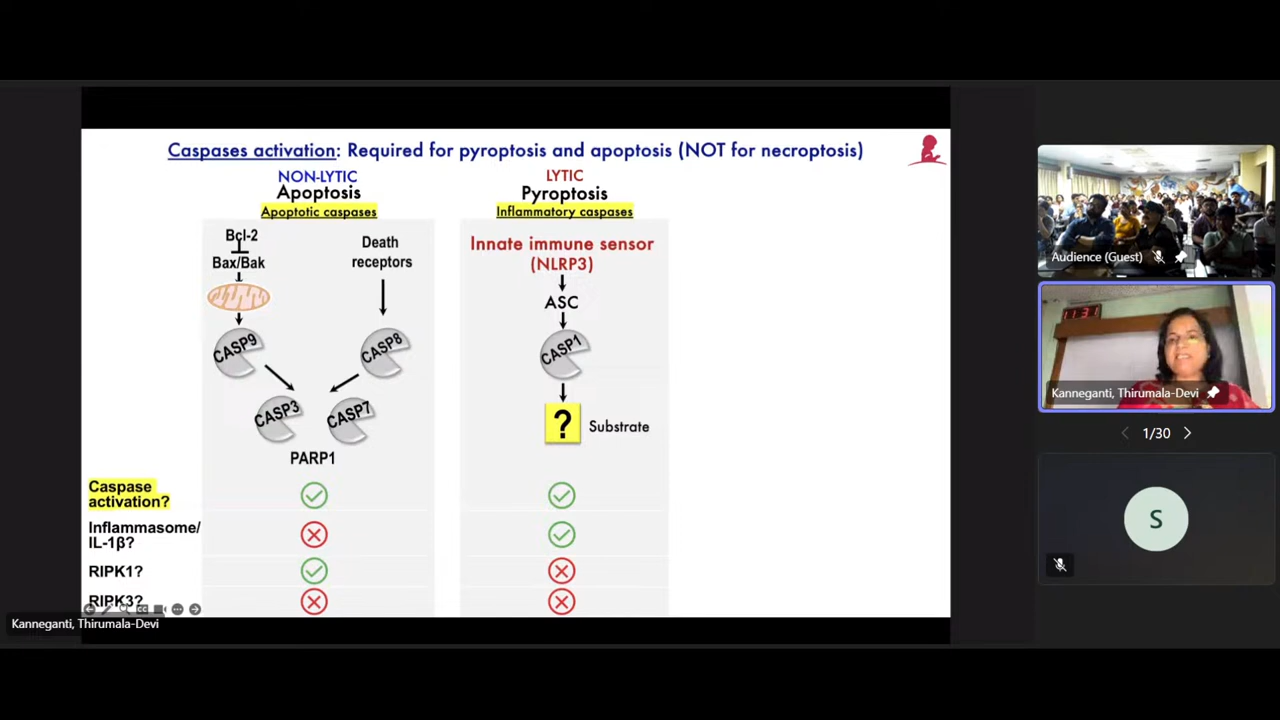 Caspases activation: Required for pyroptosis and apoptosis (NOT for necroptosis)
NON-LYTIC
Apoptosis
Apoptotic caspases
Bcl-2
Bax/Bak
Death
receptors
CASP9
CASP8
CASP3
CASP7
PARP1
LYTIC
Pyroptosis
Inflammatory caspases
Innate immune sensor
(NLRP3)
ASC
CASP1
?
Substrate
Caspase
activation?
Inflammasome/
IL-1β?
RIPK1?
RIPK3?
Kanneganti, Thirumala-Devi
Audience (Guest)
11:31
Kanneganti, Thirumala-Devi
1/30
S